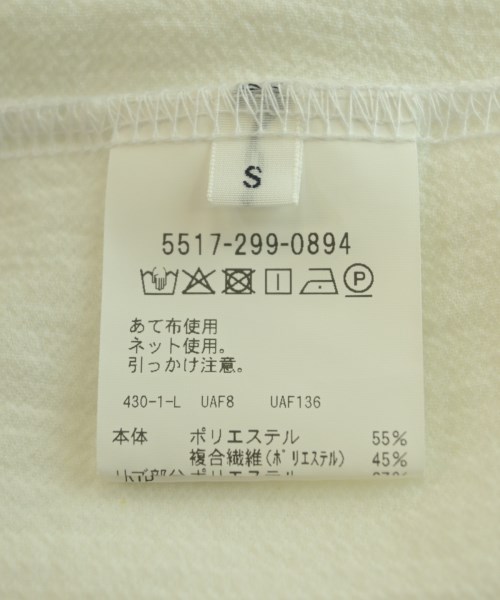 S
5517-299-0894
P
あて布使用
ネット使用。
引っかけ注意。
430-1-L UAF8 UAF136
本体 ポリエステル 55%
複合繊維(ポリエステル) 45%